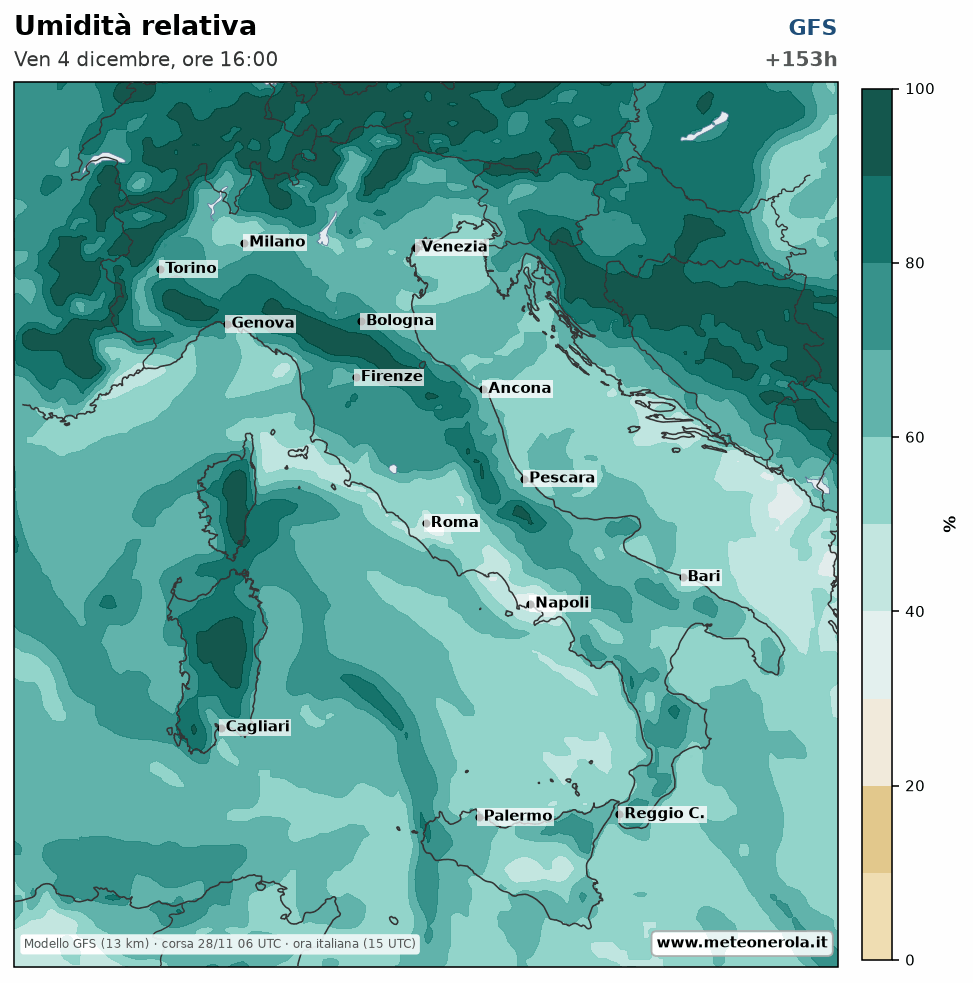 Umidità relativa
GFS
Ven 4 dicembre, ore 16:00
+153h
100
80
60
40
20
0
%
Milano
Venezia
Torino
Genova
Bologna
Firenze
Ancona
Pescara
Roma
Bari
Napoli
Cagliari
Palermo
Reggio C.
Modello GFS (13 km) · corsa 28/11 06 UTC · ora italiana (15 UTC)
www.meteonerola.it